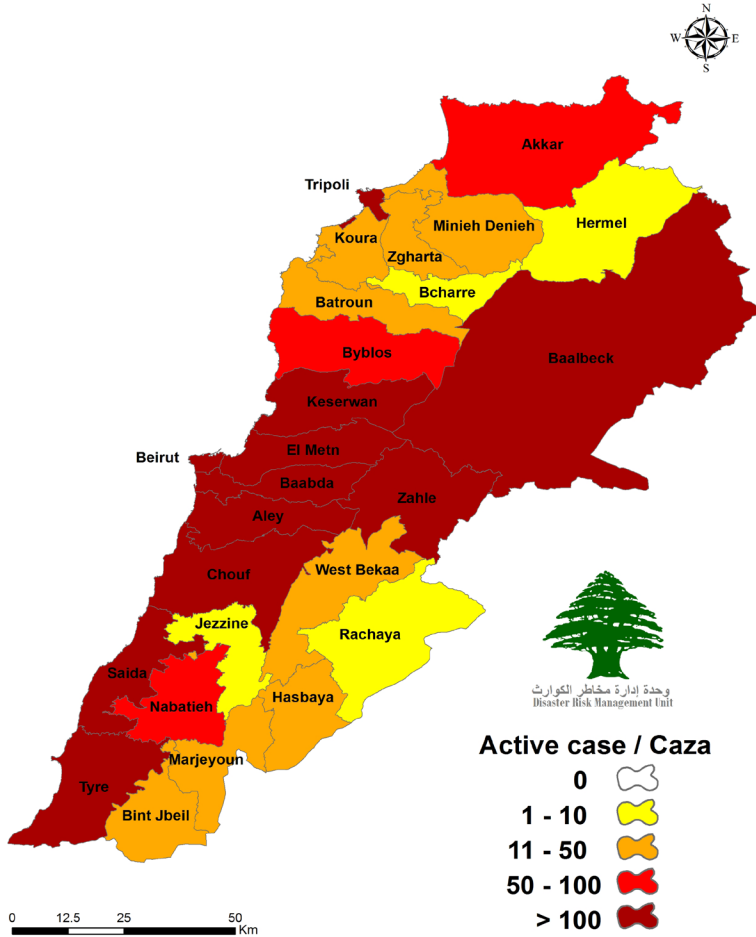 N
W E
S
Akkar
Tripoli
Hermel
Minieh Denieh
Koura
Zgharta
Bcharre
Batroun
Byblos
Baalbeck
Keserwan
El Metn
Beirut
Baabda
Zahle
Aley
West Bekaa
Chouf
Jezzine
Rachaya
Saida
Hasbaya
Nabatieh
Marjeyoun
Tyre
Bint Jbeil
وحدة إدارة مخاطر الكوارث
Disaster Risk Management Unit
Active case / Caza
0
1 - 10
11 - 50
50 - 100
> 100
0 12.5 25 50
Km